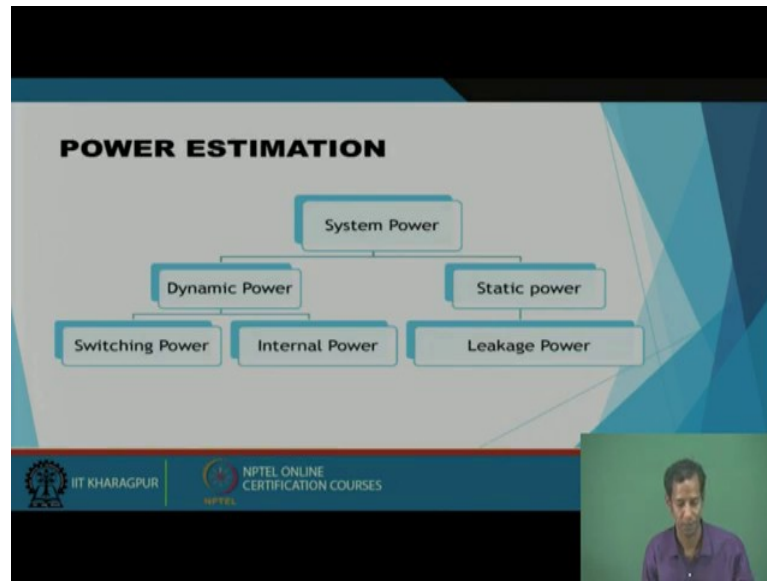 POWER ESTIMATION
System Power
Dynamic Power
Static power
Switching Power
Internal Power
Leakage Power
IIT KHARAGPUR
NPTEL
NPTEL ONLINE
CERTIFICATION COURSES